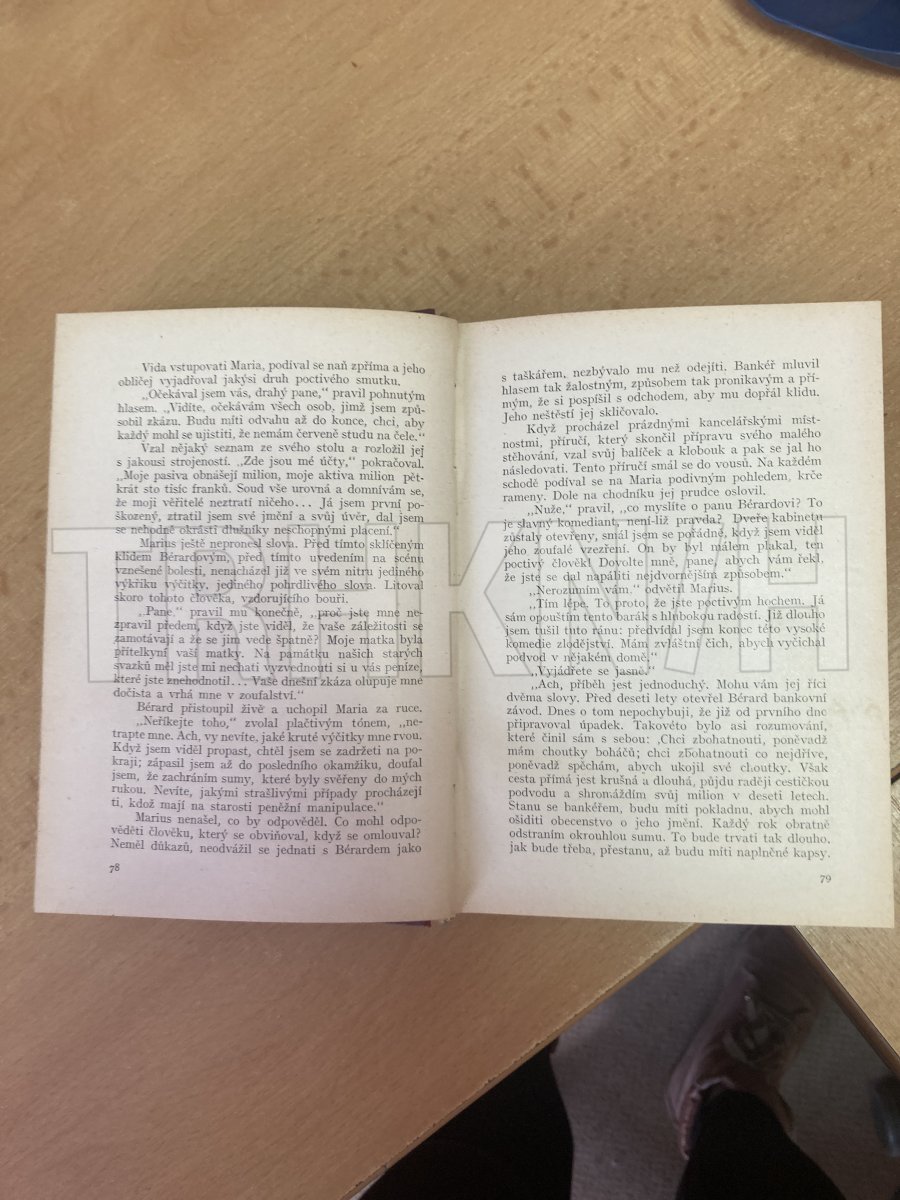 Vida vstupovati Maria, podíval se naň zpříma a jeho
obličej vyjadřoval jakýsi druh poctivého smutku.
„Očekával jsem vás, drahý pane,“ pravil pohnutým
hlasem. „Vidíte, očekávám všech osob, jimž jsem způ-
sobil zkázu. Budu míti odvahu až do konce, chci, aby
každý mohl se ujistiti, že nemám červeně studu na čele.“
Vzal nějaký seznam ze svého stolu a rozložil jej
s jakousi strojeností. „Zde jsou mé účty,“ pokračoval.
„Moje pasiva obnášejí milion, moje aktiva milion pět-
krát sto tisíc franků. Soud vše urovná a domnívám se,
že moji věřitelé neztratí ničeho... Já jsem první po-
škozený, ztratil jsem své jmění a svůj úvěr, dal jsem
se nehodně okrásti dlužníky neschopnými placení.“
Marius ještě nepronesl slova. Před tímto sklíčeným
klidem Bérardovým, před tímto uvedením na scénu
vznešené bolesti, nenacházel již ve svém nitru jediného
výkřiku výčitky, jediného pohrdlivého slova. Litoval
skoro tohoto člověka, vzdorujícího bouři.
„Pane,“ pravil mu konečně, „proč jste mne ne-
zpravil předem, když jste viděl, že vaše záležitosti se
zamotávají a že se jim vede špatně? Moje matka byla
přítelkyní vaší matky. Na památku našich starých
svazků měl jste mi nechati vyzvednouti si u vás peníze,
které jste znehodnotil... Vaše dnešní zkáza olupuje mne
dočista a vrhá mne v zoufalství.“
Bérard přistoupil živě a uchopil Maria za ruce.
„Neříkejte toho,“ zvolal plačtivým tónem, „ne-
trapte mne. Ach, vy nevíte, jaké kruté výčitky mne rvou.
Když jsem viděl propast, chtěl jsem se zadržeti na po-
kraji; zápasil jsem až do posledního okamžiku, doufal
jsem, že zachráním sumy, které byly svěřeny do mých
rukou. Nevíte, jakými strašlivými případy procházejí
ti, kdož mají na starosti peněžní manipulace.“
Marius nenašel, co by odpověděl. Co mohl odpo-
věděti člověku, který se obviňoval, když se omlouval?
Neměl důkazů, neodvážil se jednati s Bérardem jako
78
s taškářem, nezbývalo mu než odejíti. Bankéř mluvil
hlasem tak žalostným, způsobem tak pronikavým a pří-
mým, že si pospíšil s odchodem, aby mu dopřál klidu.
Jeho neštěstí jej skličovalo.
Když procházel prázdnými kancelářskými míst-
nostmi, příručí, který skončil přípravu svého malého
stěhování, vzal svůj balíček a klobouk a pak se jal ho
následovati. Tento příručí smál se do vousů. Na každém
schodě podíval se na Maria podivným pohledem, krče
rameny. Dole na chodníku jej prudce oslovil.
„Nuže,“ pravil, „co myslíte o panu Bérardovi? To
je slavný komediant, není-liž pravda? Dveře kabinetu
zůstaly otevřeny, smál jsem se pořádně, když jsem viděl
jeho zoufalé vzezření. On by byl málem plakal, ten
poctivý člověk! Dovolte mně, pane, abych vám řekl,
že jste se dal napáliti nejdvornějším způsobem.“
„Nerozumím vám,“ odvětil Marius.
„Tím lépe. To proto, že jste poctivým hochem. Já
sám opouštím tento barák s hlubokou radostí. Již dlouho
jsem tušil tuto ránu: předvídal jsem konec této vysoké
komedie zlodějství. Mám zvláštní čich, abych vyčichal
podvod v nějakém domě.“
„Vyjádřete se jasně.“
„Ach, příběh jest jednoduchý. Mohu vám jej říci
dvěma slovy. Před deseti lety otevřel Bérard bankovní
závod. Dnes o tom nepochybuji, že již od prvního dne
připravoval úpadek. Takovéto bylo asi rozumování,
které činil sám s sebou: ‚Chci zbohatnouti, poněvadž
mám choutky boháčů; chci zbohatnouti co nejdříve,
poněvadž spěchám, abych ukojil své choutky. Však
cesta přímá jest krušná a dlouhá, půjdu raději cestičkou
podvodu a shromáždím svůj milion v deseti letech.
Stanu se bankéřem, budu míti pokladnu, abych mohl
ošiditi obecenstvo o jeho jmění. Každý rok obratně
odstraním okrouhlou sumu. To bude trvati tak dlouho,
jak bude třeba, přestanu, až budu míti naplněné kapsy.
79